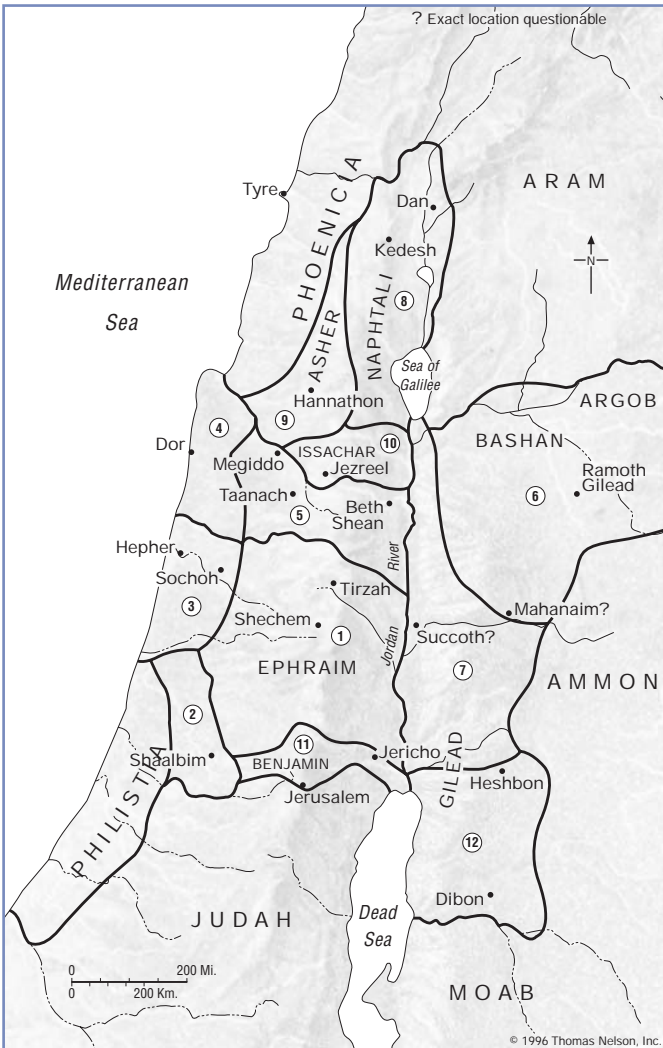 ? Exact location questionable
ARAM
PHOENICIA
Tyre
Dan
N
Kedesh
Mediterranean
Sea
NAPHTALI
8
ASHER
Sea of
Galilee
ARGOB
Hannathon
4
9
10
BASHAN
Dor
ISSACHAR
Megiddo
Jezreel
Ramoth
Gilead
6
Taanach
5
Beth
Shean
Hepher
River
Sochoh
Tirzah
3
Mahanaim?
Shechem
1
Succoth?
Jordan
EPHRAIM
7
AMMON
2
11
GILEAD
Shaalbim
Jericho
BENJAMIN
Heshbon
Jerusalem
PHILISTIA
12
Dibon
JUDAH
Dead
Sea
0 200 Mi.
0 200 Km.
MOAB
© 1996 Thomas Nelson, Inc.